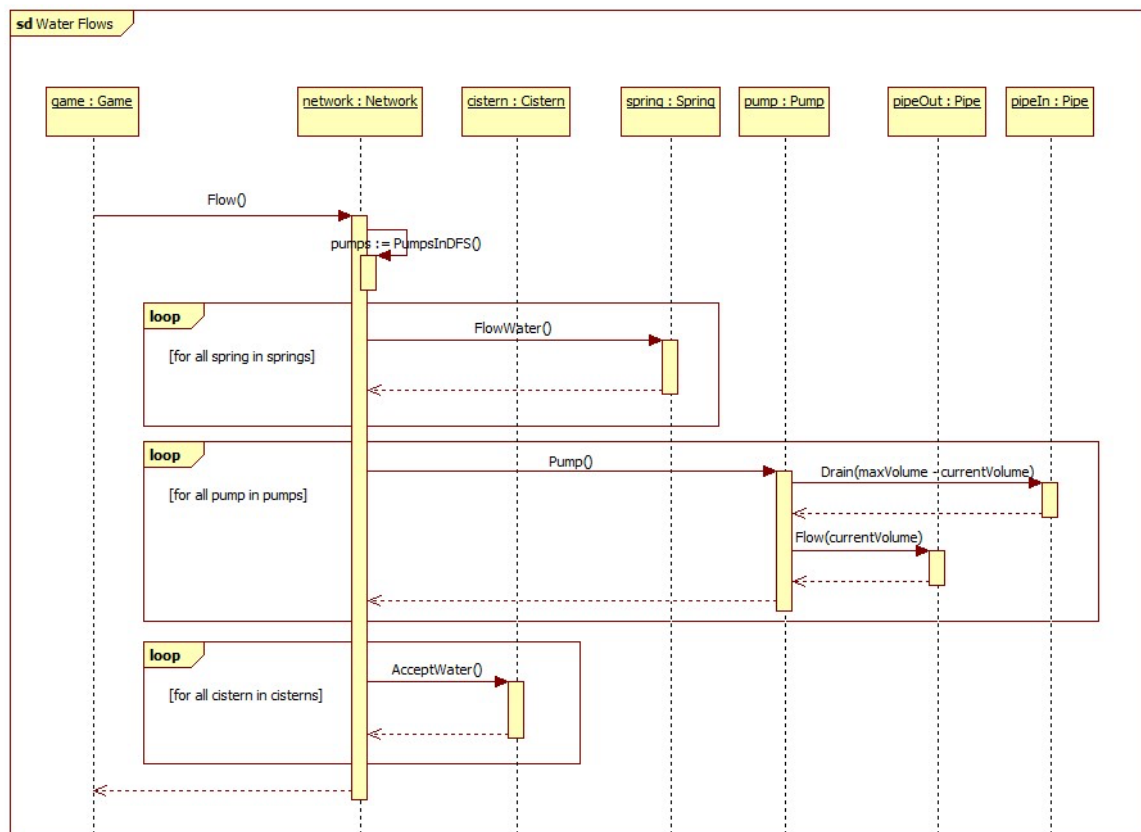 sd Water Flows
game : Game
network : Network
cistern : Cistern
spring : Spring
pump : Pump
pipeOut : Pipe
pipeIn : Pipe
Flow()
pumps := PumpsInDFS()
loop
FlowWater()
[for all spring in springs]
loop
Pump()
Drain(maxVolume - currentVolume)
[for all pump in pumps]
Flow(currentVolume)
loop
AcceptWater()
[for all cistern in cisterns]